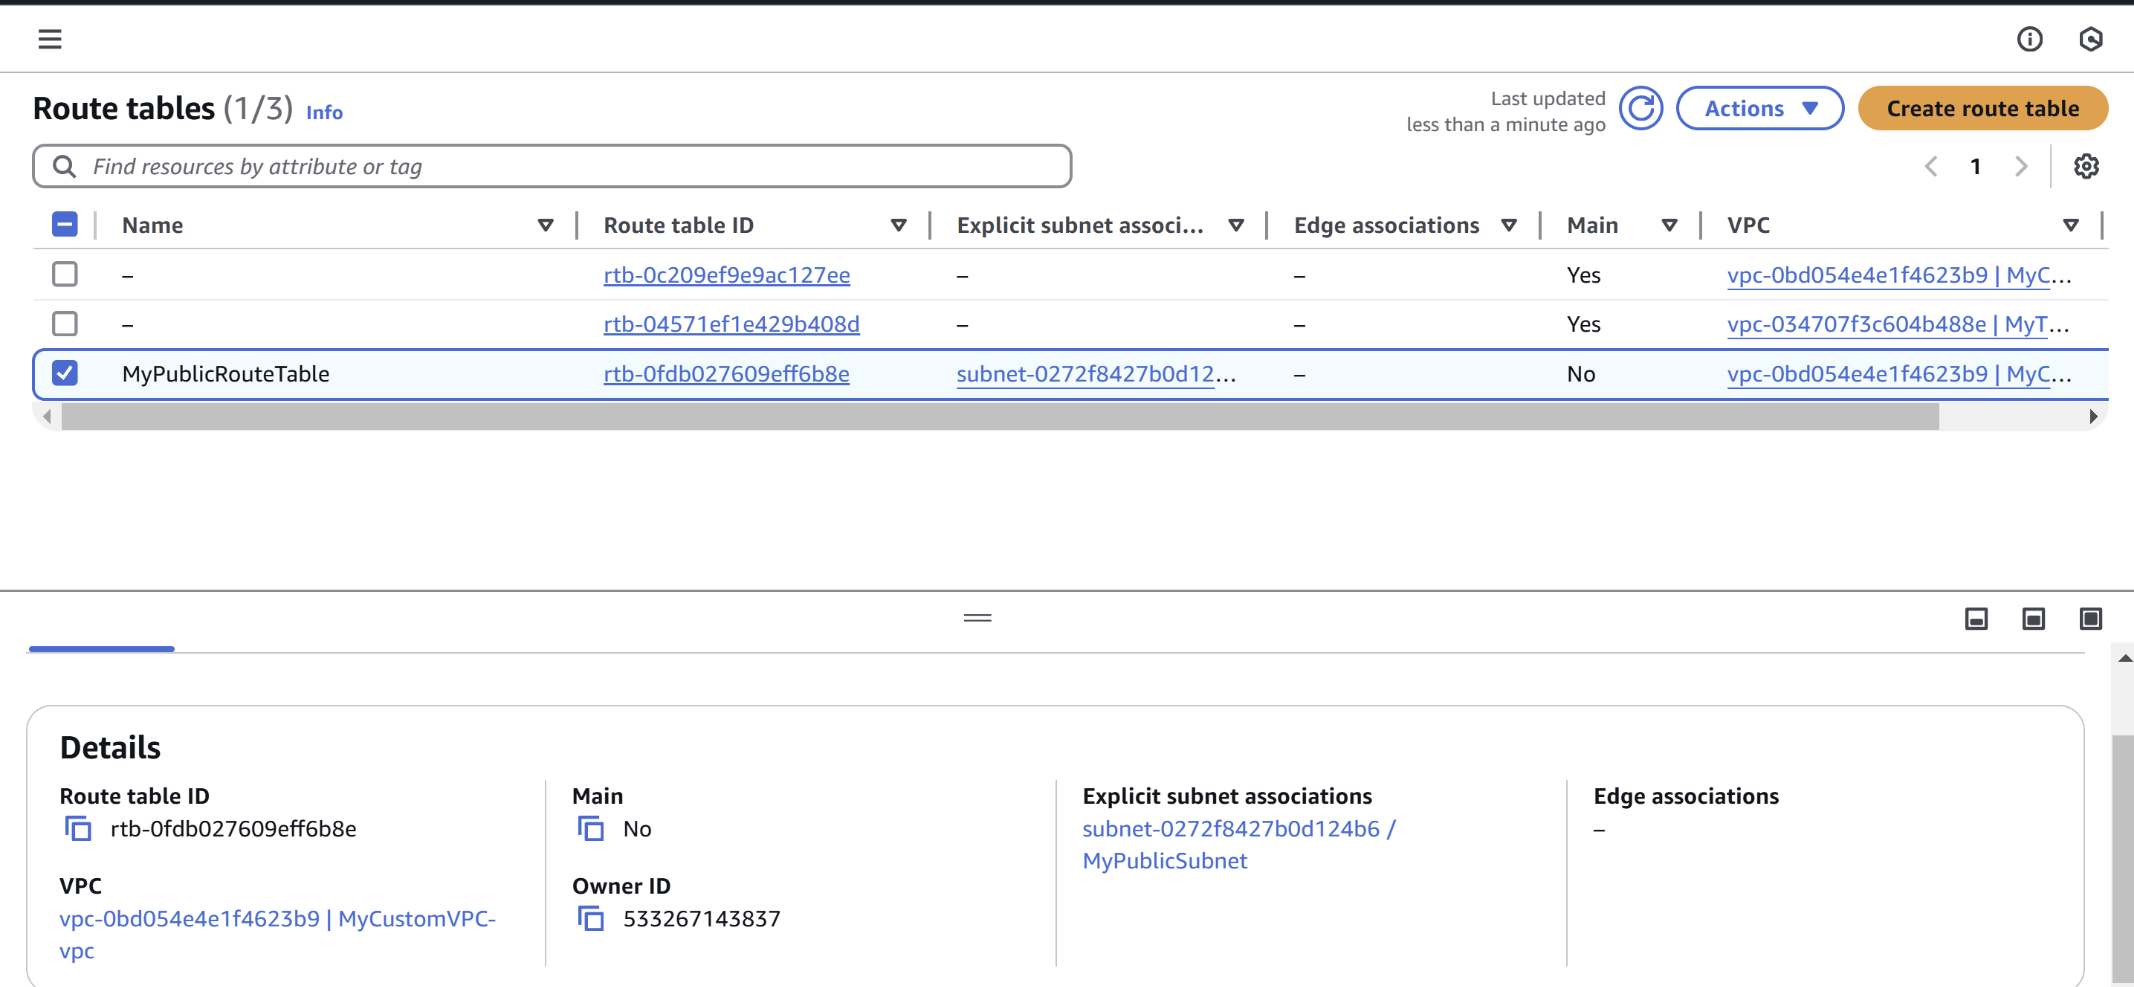 Route tables (1/3) Info
Last updated
less than a minute ago
Actions
Create route table
Find resources by attribute or tag
1
Name Route table ID Explicit subnet associ... Edge associations Main VPC
– rtb-0c209ef9e9ac127ee – – Yes vpc-0bd054e4e1f4623b9 | MyC...
– rtb-04571ef1e429b408d – – Yes vpc-034707f3c604b488e | MyT...
MyPublicRouteTable rtb-0fdb027609eff6b8e subnet-0272f8427b0d12... – No vpc-0bd054e4e1f4623b9 | MyC...
Details
Route table ID
rtb-0fdb027609eff6b8e
VPC
vpc-0bd054e4e1f4623b9 | MyCustomVPC-
vpc
Main
No
Owner ID
533267143837
Explicit subnet associations
subnet-0272f8427b0d124b6 /
MyPublicSubnet
Edge associations
–